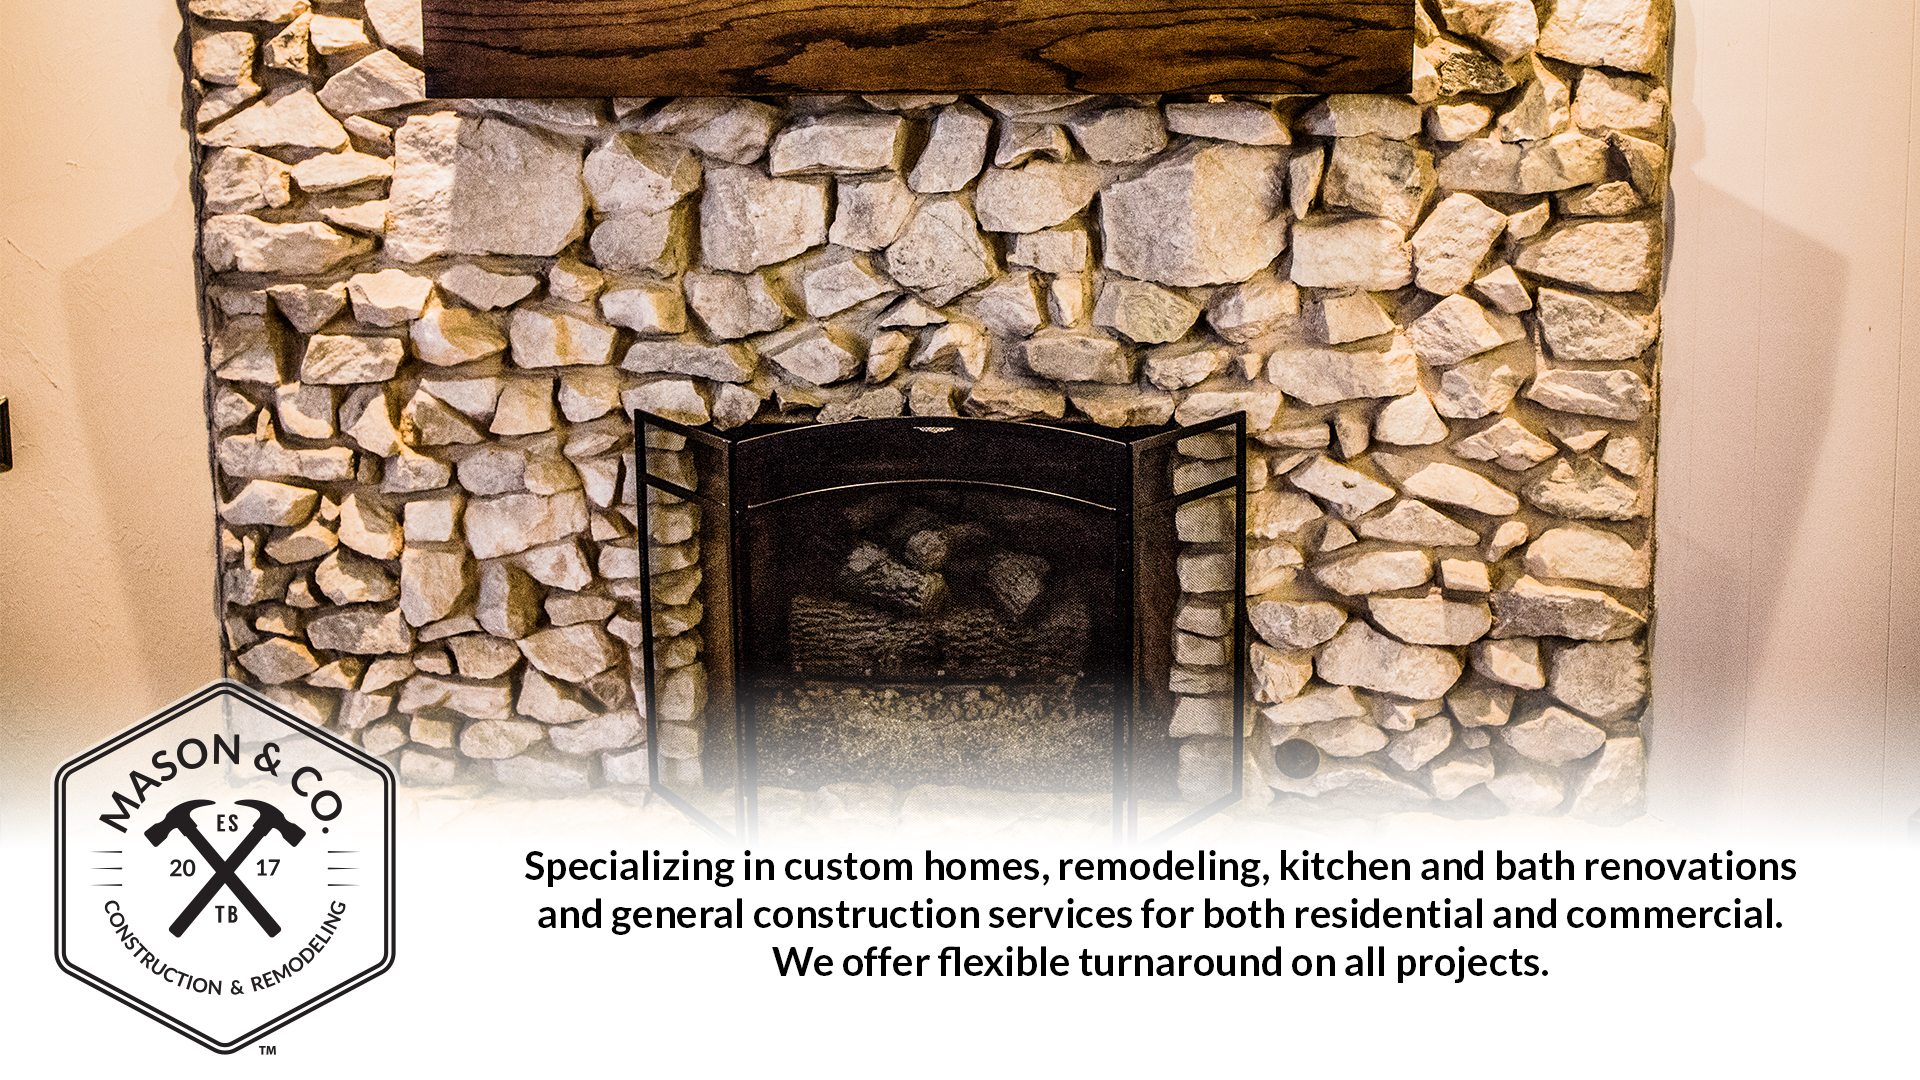 MASON & CO.
ES
20 17
TB
CONSTRUCTION & REMODELING
TM
Specializing in custom homes, remodeling, kitchen and bath renovations
and general construction services for both residential and commercial.
We offer flexible turnaround on all projects.